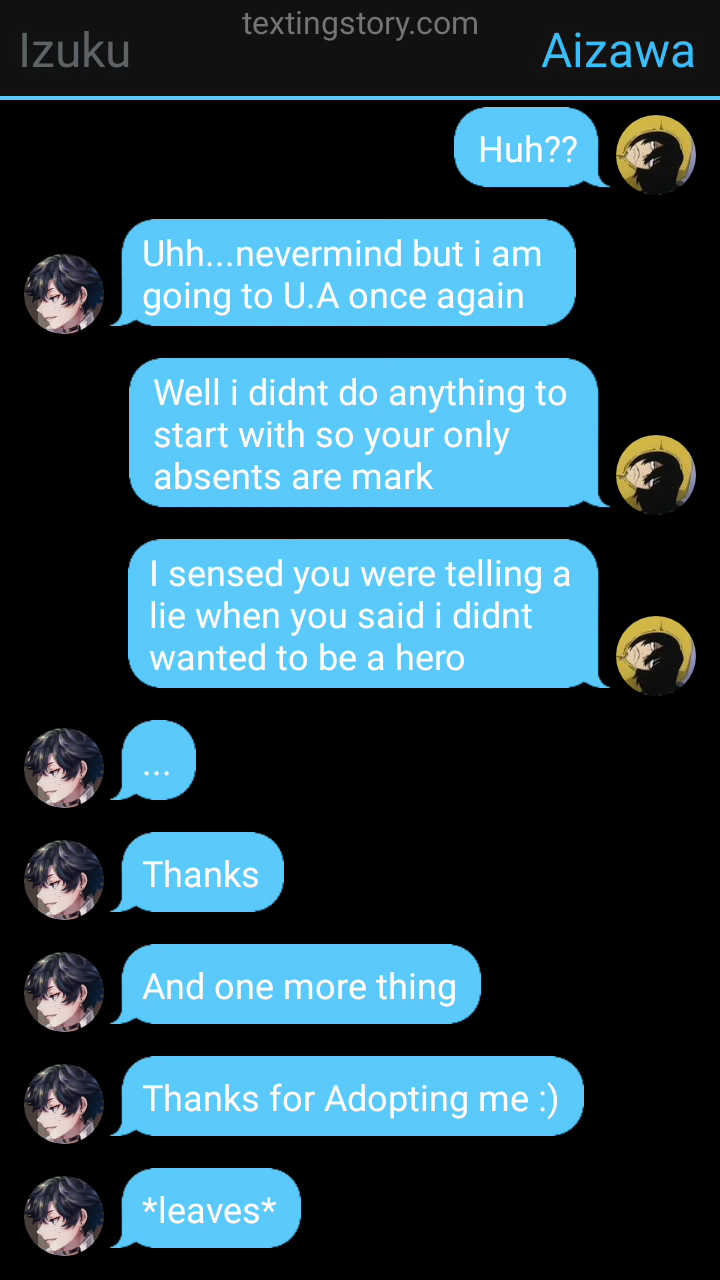 textingstory.com
Izuku
Aizawa
Huh??
Uhh...nevermind but i am
going to U.A once again
Well i didnt do anything to
start with so your only
absents are mark
I sensed you were telling a
lie when you said i didnt
wanted to be a hero
...
Thanks
And one more thing
Thanks for Adopting me :)
*leaves*